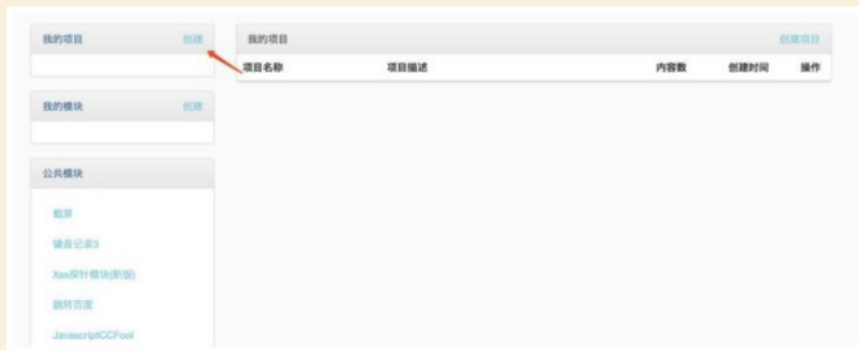 我的项目 创建
我的模块 创建
公共模块
截屏
键盘记录3
Xss探针模块(新版)
跳转百度
JavascriptCCFool
我的项目 创建项目
项目名称 项目描述 内容数 创建时间 操作